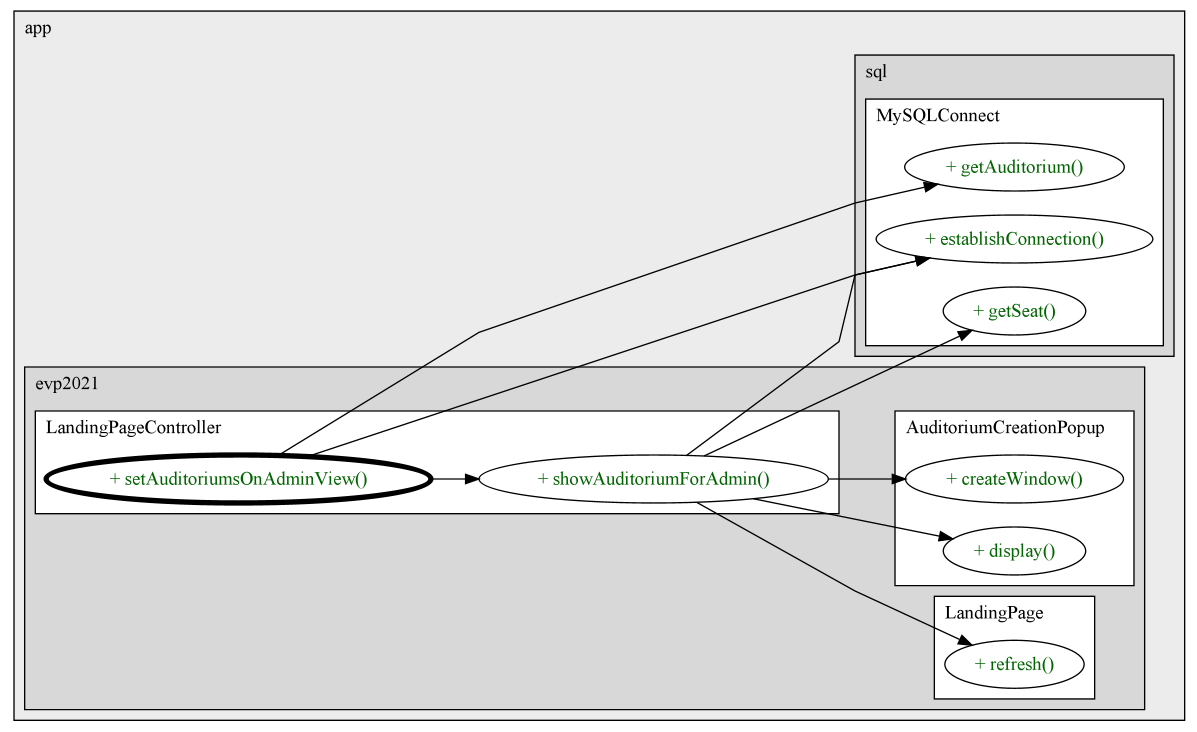 app
sql
MySQLConnect
+ getAuditorium()
+ establishConnection()
+ getSeat()
evp2021
LandingPageController
+ setAuditoriumsOnAdminView()
+ showAuditoriumForAdmin()
AuditoriumCreationPopup
+ createWindow()
+ display()
LandingPage
+ refresh()